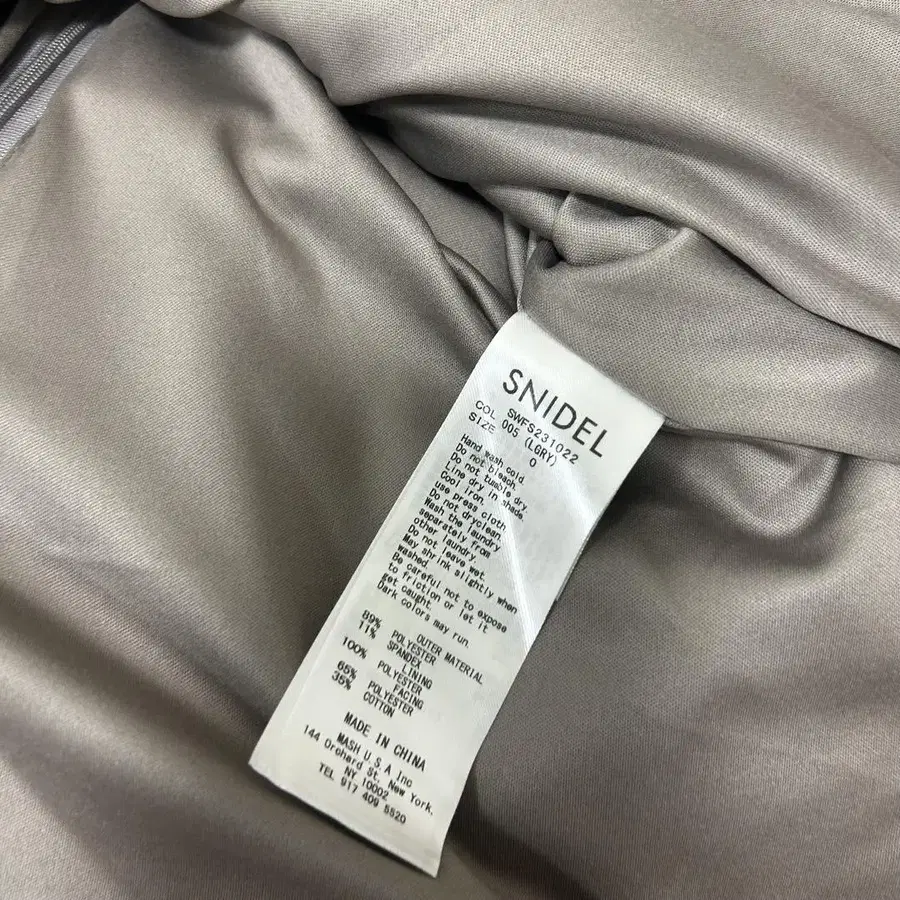 SNIDEL
SWFS231022
COL 005 (LGRY)
SIZE 0
Hand wash cold.
Do not bleach.
Do not tumble dry.
Line dry in shade.
Cool iron.
use press cloth
Do not dryclean.
Wash the laundry
separately from
other laundry.
Do not leave wet.
May shrink slightly when
washed.
Be careful not to expose
to friction or let it
get caught.
Dark colors may run.
OUTER MATERIAL
89% POLYESTER
11% SPANDEX
LINING
100% POLYESTER
FACING
65% POLYESTER
35% COTTON
MADE IN CHINA
MASH U.S.A Inc
144 Orchard St, New York,
NY 10002
TEL 917 409 5520